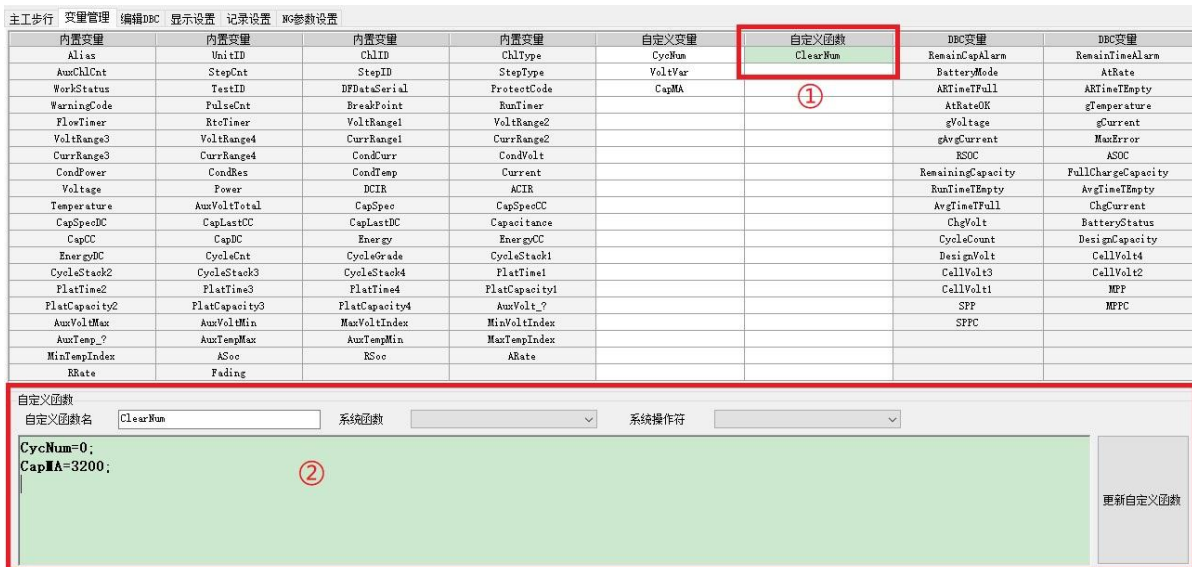 主工步行 变量管理 编辑DBC 显示设置 记录设置 NG参数设置
内置变量 内置变量 内置变量 内置变量 自定义变量 自定义函数 DBC变量 DBC变量
Alias UnitID ChlID ChlType CycNum ClearNum RemainCapAlarm RemainTimeAlarm
AuxChlCnt StepCnt StepID StepType VoltVar BatteryMode AtRate
WorkStatus TestID DFDataSerial ProtectCode CapMA ARTimeTFull ARTimeTEmpty
①
WarningCode PulseCnt BreakPoint RunTimer AtRateOK gTemperature
FlowTimer RtcTimer VoltRange1 VoltRange2 gVoltage gCurrent
VoltRange3 VoltRange4 CurrRange1 CurrRange2 gAvgCurrent MaxError
CurrRange3 CurrRange4 CondCurr CondVolt RSOC ASOC
CondPower CondRes CondTemp Current RemainingCapacity FullChargeCapacity
Voltage Power DCIR ACIR RunTimeTEmpty AvgTimeTEmpty
Temperature AuxVoltTotal CapSpec CapSpecCC AvgTimeTFull ChgCurrent
CapSpecDC CapLastCC CapLastDC Capacitance ChgVolt BatteryStatus
CapCC CapDC Energy EnergyCC CycleCount DesignCapacity
EnergyDC CycleCnt CycleGrade CycleStack1 DesignVolt CellVolt4
CycleStack2 CycleStack3 CycleStack4 PlatTime1 CellVolt3 CellVolt2
PlatTime2 PlatTime3 PlatTime4 PlatCapacity1 CellVolt1 MPP
PlatCapacity2 PlatCapacity3 PlatCapacity4 AuxVolt_? SPP MPPC
AuxVoltMax AuxVoltMin MaxVoltIndex MinVoltIndex SPPC
AuxTemp_? AuxTempMax AuxTempMin MaxTempIndex
MinTempIndex ASoc RSoc ARate
RRate Fading
自定义函数
自定义函数名 ClearNum 系统函数 系统操作符
CycNum=0;
CapMA=3200;
②
更新自定义函数